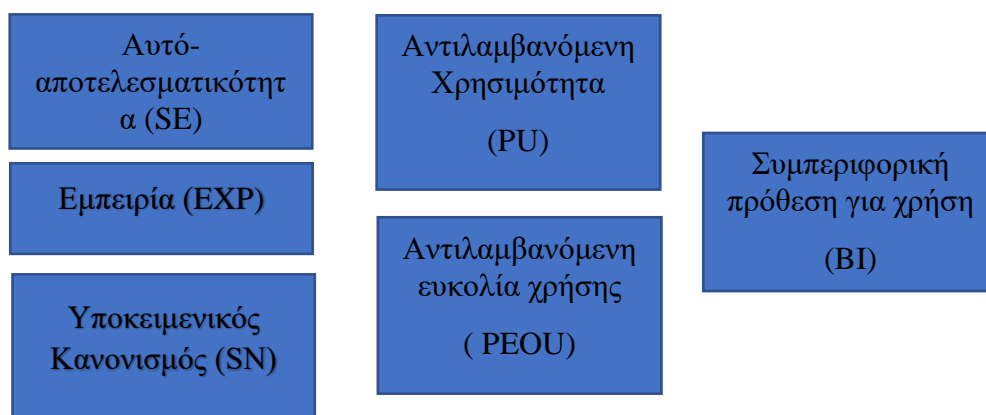 Αυτό-
αποτελεσματικότητ
α (SE)
Εμπειρία (EXP)
Υποκειμενικός
Κανονισμός (SN)
Αντιλαμβανόμενη
Χρησιμότητα
(PU)
Αντιλαμβανόμενη
ευκολία χρήσης
( PEOU)
Συμπεριφορική
πρόθεση για χρήση
(BI)